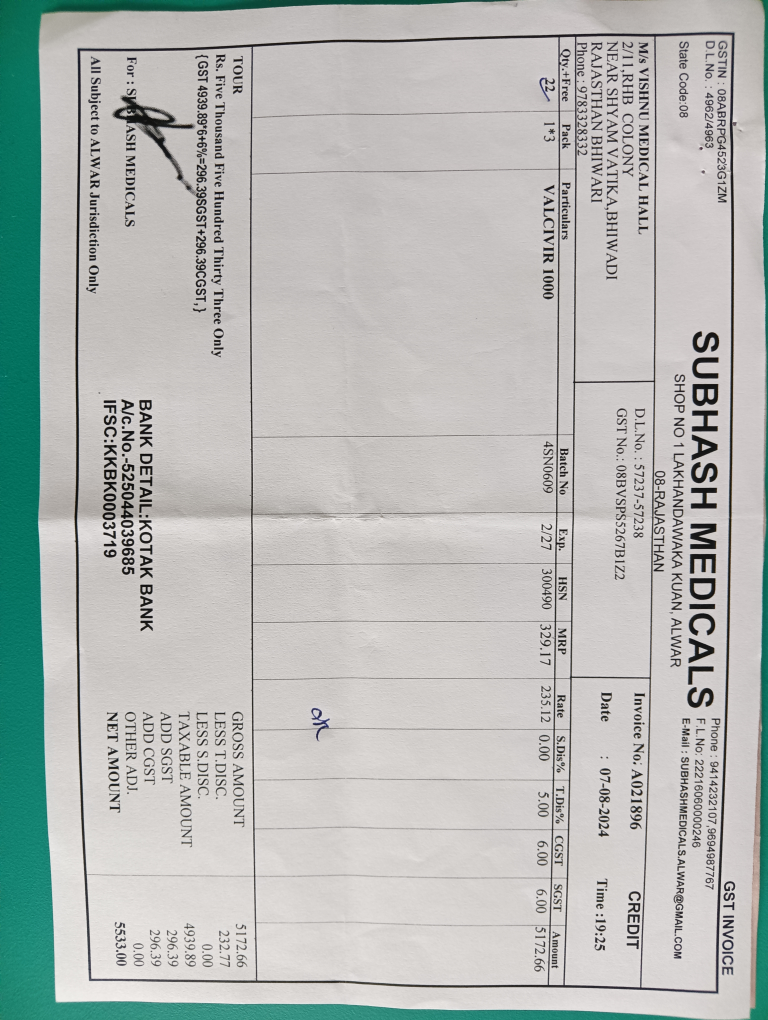 GST INVOICE
GSTIN : 08ABRPG4523G1ZM
D.L.No. : 4962/4963
State Code:08
SUBHASH MEDICALS
SHOP NO 1 LAKHANDAWAKA KUAN, ALWAR
08-RAJASTHAN
Phone : 9414232107,9694987767
F.L.No: 22216060000246
E-Mail : SUBHASHMEDICALS.ALWAR@GMAIL.COM
M/s VISHNU MEDICAL HALL
2/11,RHB COLONY
NEAR SHYAM VATIKA,BHIWADI
RAJASTHAN BHIWARI
Phone : 9783328332
D.L.No. : 57237-57238
GST No.: 08BVSPS5267B1Z2
Invoice No: A021896 CREDIT
Date : 07-08-2024 Time :19:25
Qty.+Free Pack Particulars Batch No Exp. HSN MRP Rate S.Dis% T.Dis% CGST SGST Amount
22 1*3 VALCIVIR 1000 4SN0609 2/27 300490 329.17 235.12 0.00 5.00 6.00 6.00 5172.66
TOUR
Rs. Five Thousand Five Hundred Thirty Three Only
{GST 4939.89*6+6%=296.39SGST+296.39CGST,}
For : SUBHASH MEDICALS
All Subject to ALWAR Jurisdiction Only
BANK DETAIL:KOTAK BANK
A/c.No.-525044039685
IFSC:KKBK0003719
GROSS AMOUNT 5172.66
LESS T.DISC. 232.77
LESS S.DISC. 0.00
TAXABLE AMOUNT 4939.89
ADD SGST 296.39
ADD CGST 296.39
OTHER ADJ. 0.00
NET AMOUNT 5533.00